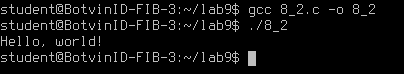 student@BotvinID-FIB-3:~/lab9$ gcc 8_2.c -o 8_2
student@BotvinID-FIB-3:~/lab9$ ./8_2
Hello, world!
student@BotvinID-FIB-3:~/lab9$